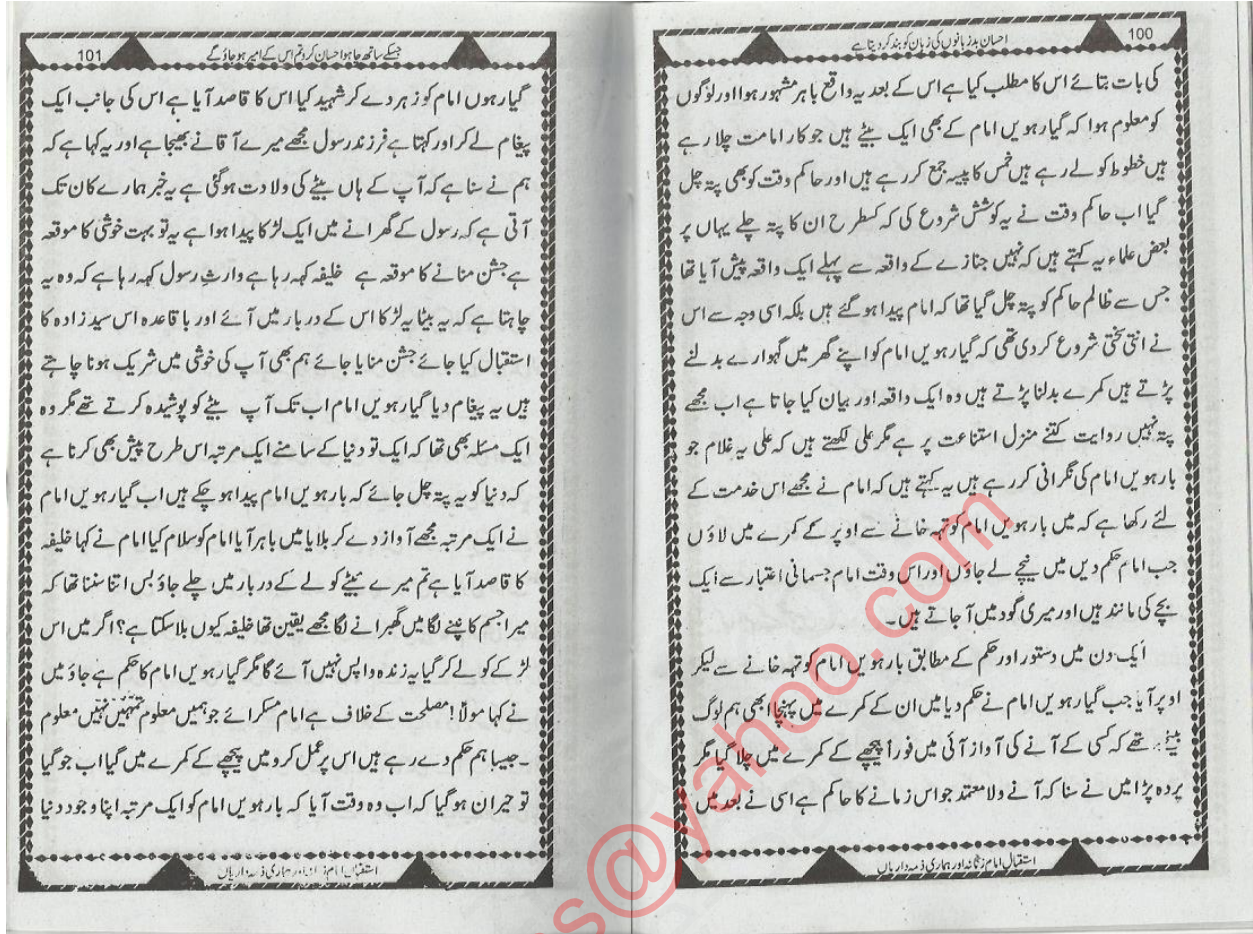 100
احسان بدزبانوں کی زبان کو بند کردیتا ہے
کی بات بتائے اس کا مطلب کیا ہے اس کے بعد یہ واقع باہر مشہور ہوا اور لوگوں
کو معلوم ہوا کہ گیارہویں امام کے بھی ایک بیٹے ہیں جو کار امامت چلا رہے
ہیں خطوط کو لے رہے ہیں خمس کا پیسہ جمع کر رہے ہیں اور حاکم وقت کو بھی پتہ چل
گیا اب حاکم وقت نے یہ کوشش شروع کی کہ کسطرح ان کا پتہ چلے یہاں پر
بعض علماء یہ کہتے ہیں کہ نہیں جنازے کے واقعہ سے پہلے ایک واقعہ پیش آیا تھا
جس سے ظالم حاکم کو پتہ چل گیا تھا کہ امام پیدا ہو گئے ہیں بلکہ اسی وجہ سے اس
نے اتنی سختی شروع کر دی تھی کہ گیارہویں امام کو اپنے گھر میں گہوارے بدلنے
پڑتے ہیں کمرے بدلنا پڑتے ہیں وہ ایک واقعہ اور بیان کیا جاتا ہے اب مجھے
پتہ نہیں روایت کتنے منزل استناعت پر ہے مگر علی لکھتے ہیں کہ علی یہ غلام جو
بارہویں امام کی نگرانی کر رہے ہیں یہ کہتے ہیں کہ امام نے مجھے اس خدمت کے
لئے رکھا ہے کہ میں بارہویں امام کو تہہ خانے سے اوپر کے کمرے میں لاؤں
جب امام حکم دیں میں نیچے لے جاؤں اور اس وقت امام جسمانی اعتبار سے ایک
بچے کی مانند ہیں اور میری گود میں آ جاتے ہیں۔
ایک دن میں دستور اور حکم کے مطابق بارہویں امام کو تہہ خانے سے لیکر
اوپر آیا جب گیارہویں امام نے حکم دیا میں ان کے کمرے میں پہنچا ابھی ہم لوگ
تھے کہ کسی کے آنے کی آواز آئی میں فوراً پیچھے کے کمرے میں چلا گیا مگر
پردہ پڑا میں نے سنا کہ آنے ولا معتمد جو اس زمانے کا حاکم ہے اسی نے بعد میں
استقبال امام زمانہ اور ہماری ذمہ داریاں
101
جسکے ساتھ چاہو احسان کرو تم اس کے امیر ہو جاؤ گے
گیارہوں امام کو زہر دے کر شہید کیا اس کا قاصد آیا ہے اس کی جانب ایک
پیغام لے کر اور کہتا ہے فرزند رسول مجھے میرے آقا نے بھیجا ہے اور یہ کہا ہے کہ
ہم نے سنا ہے کہ آپ کے ہاں بیٹے کی ولادت ہو گئی ہے یہ خبر ہمارے کان تک
آتی ہے کہ رسول کے گھرانے میں ایک لڑکا پیدا ہوا ہے یہ تو بہت خوشی کا موقعہ
ہے جشن منانے کا موقعہ ہے خلیفہ کہہ رہا ہے وارثِ رسول کہہ رہا ہے کہ وہ یہ
چاہتا ہے کہ یہ بیٹا یہ لڑکا اس کے دربار میں آئے اور با قاعدہ اس سید زادہ کا
استقبال کیا جائے جشن منایا جائے ہم بھی آپ کی خوشی میں شریک ہونا چاہتے
ہیں یہ پیغام دیا گیارہویں امام اب تک آپ بیٹے کو پوشیدہ کرتے تھے مگر وہ
ایک مسئلہ بھی تھا کہ ایک تو دنیا کے سامنے ایک مرتبہ اس طرح پیش بھی کرنا ہے
کہ دنیا کو یہ پتہ چل جائے کہ بارہویں امام پیدا ہو چکے ہیں اب گیارہویں امام
نے ایک مرتبہ مجھے آواز دے کر بلایا میں باہر آیا امام کو سلام کیا امام نے کہا خلیفہ
کا قاصد آیا ہے تم میرے بیٹے کو لے کے دربار میں چلے جاؤ بس اتنا سننا تھا کہ
میرا جسم کانپنے لگا میں گھبرانے لگا مجھے یقین تھا خلیفہ کیوں بلا سکتا ہے؟ اگر میں اس
لڑکے کو لے کر گیا یہ زندہ واپس نہیں آئے گا مگر گیارہویں امام کا حکم ہے جاؤ میں
نے کہا مولا! مصلحت کے خلاف ہے امام مسکرائے جو ہمیں معلوم تمہیں نہیں معلوم
۔جیسا ہم حکم دے رہے ہیں اس پر عمل کرو میں پیچھے کے کمرے میں گیا اب جو گیا
تو حیران ہو گیا کہ اب وہ وقت آیا کہ بارہویں امام کو ایک مرتبہ اپنا وجود دنیا
استقبال امام زمانہ اور ہماری ذمہ داریاں
s@yahoo.com